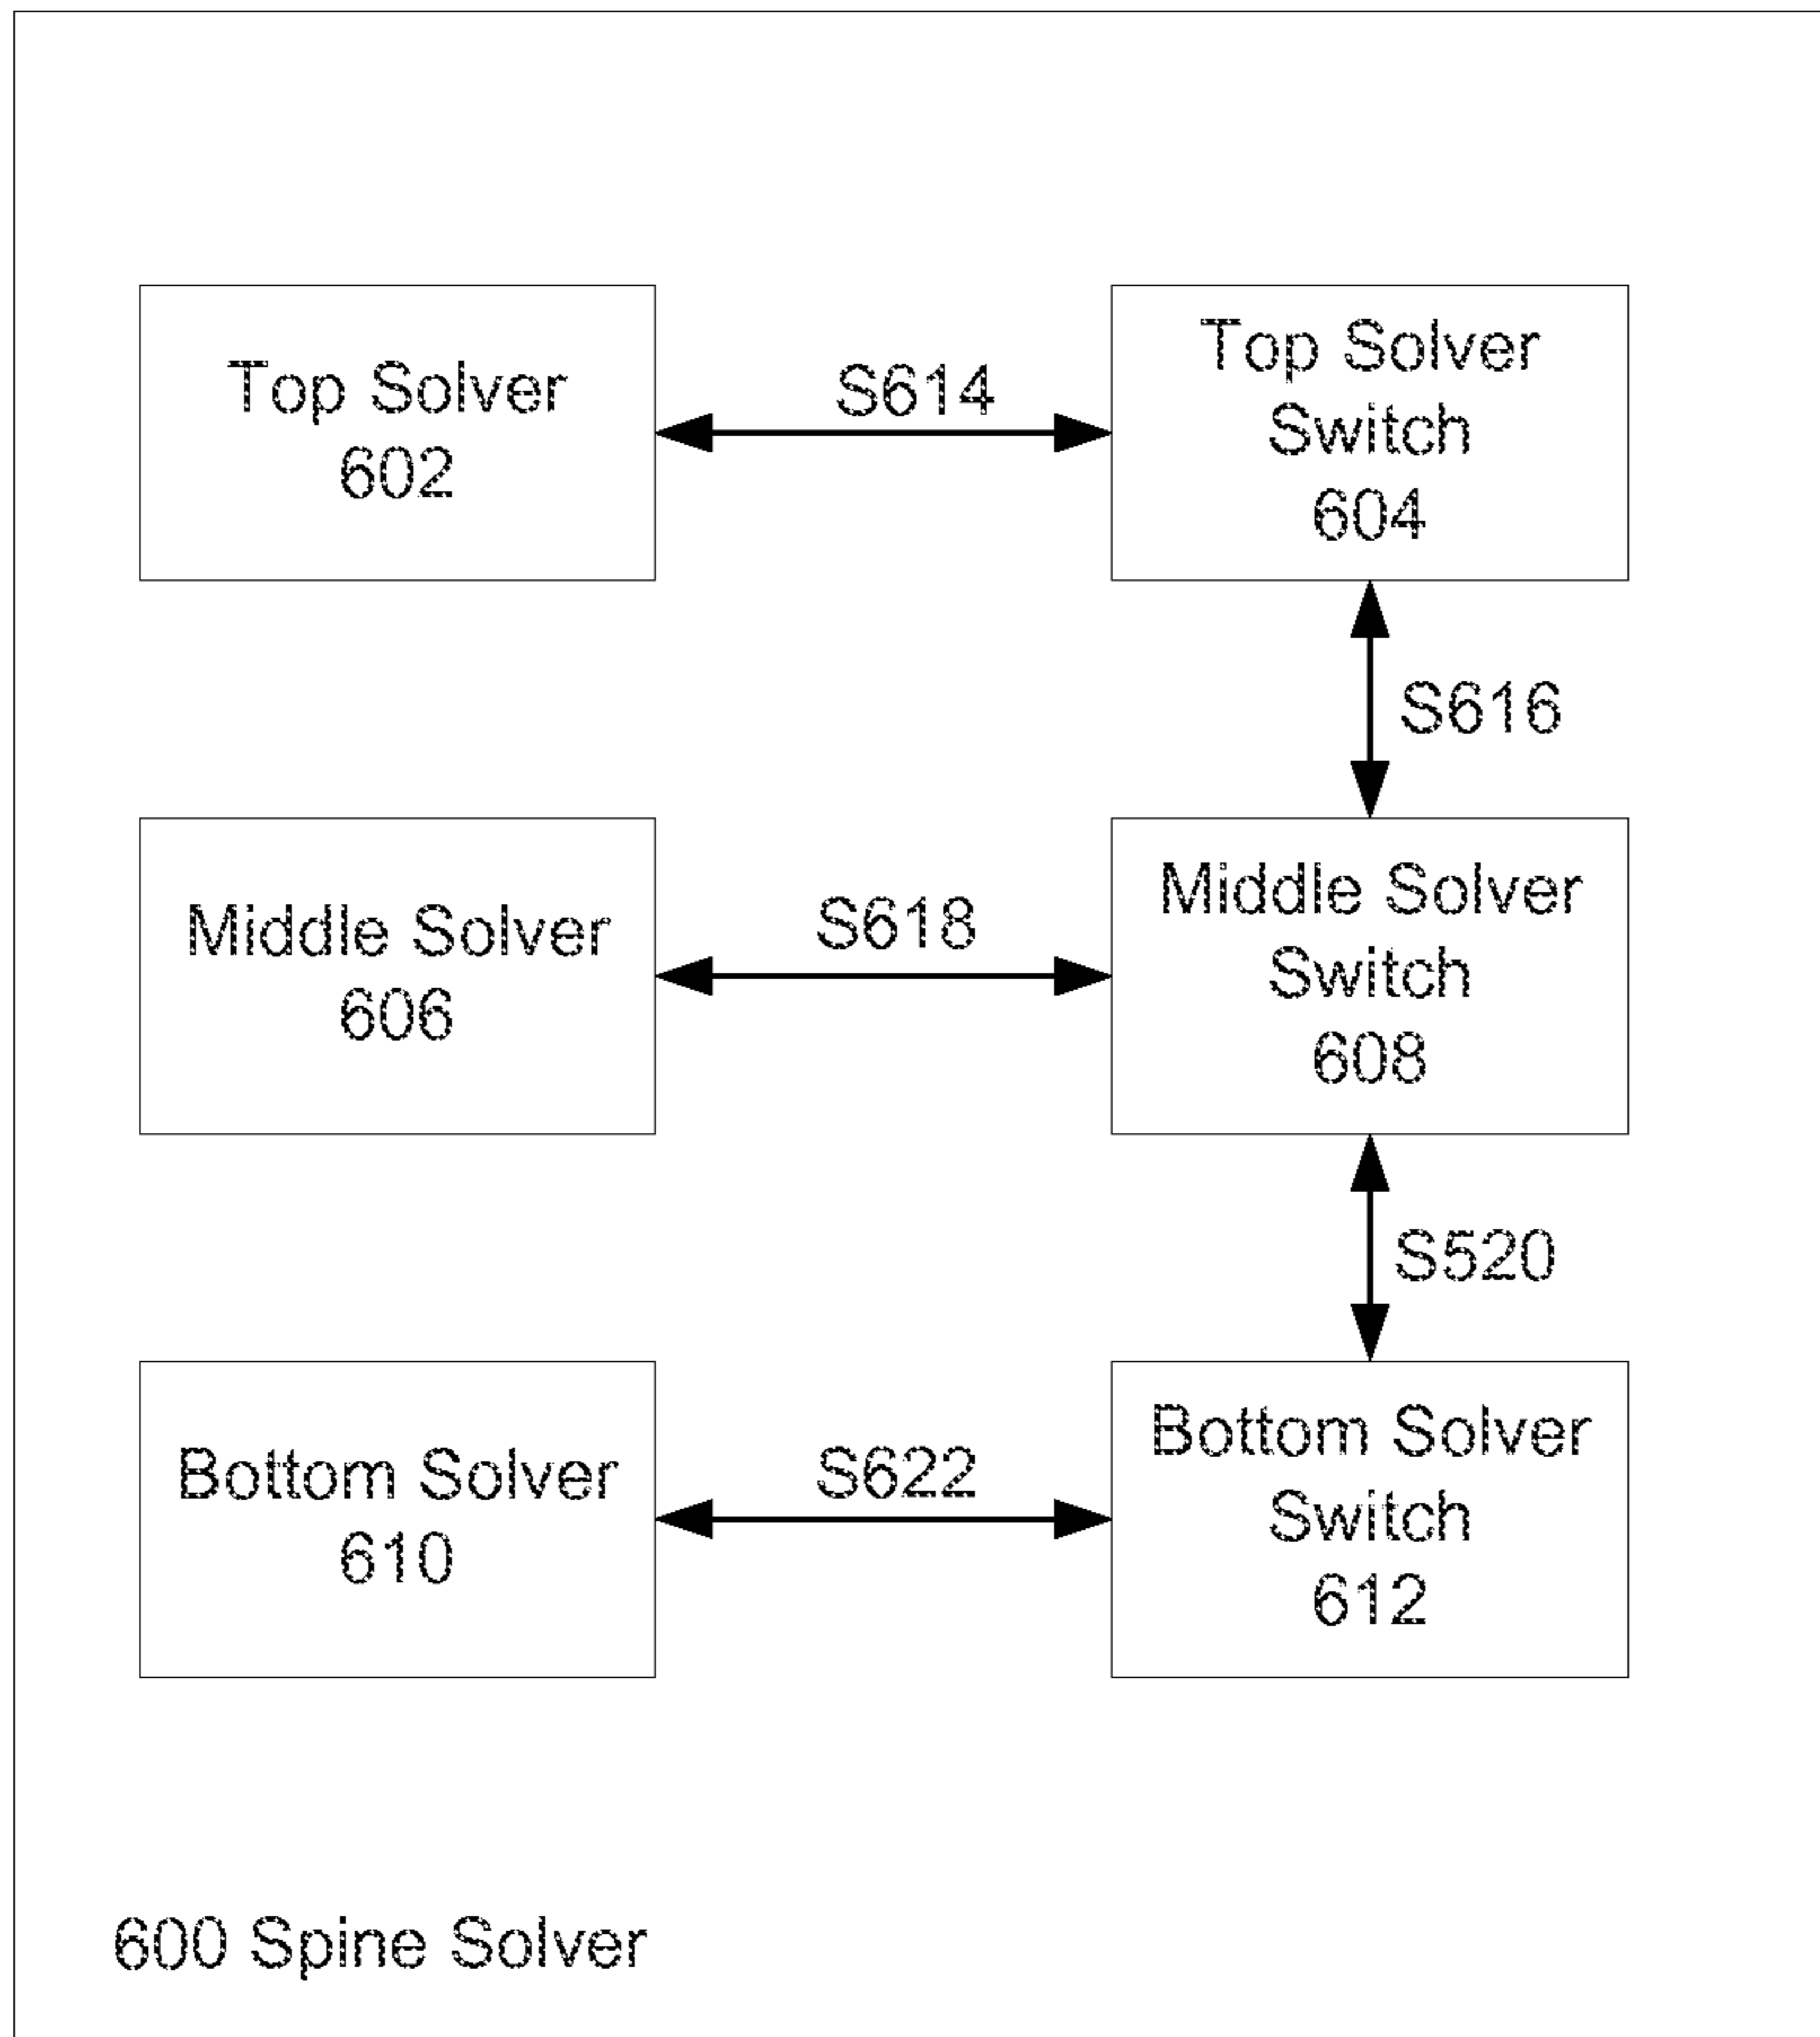 Top Solver
602
S614
Top Solver
Switch
604
S616
Middle Solver
606
S618
Middle Solver
Switch
608
S520
Bottom Solver
610
S622
Bottom Solver
Switch
612
600 Spine Solver